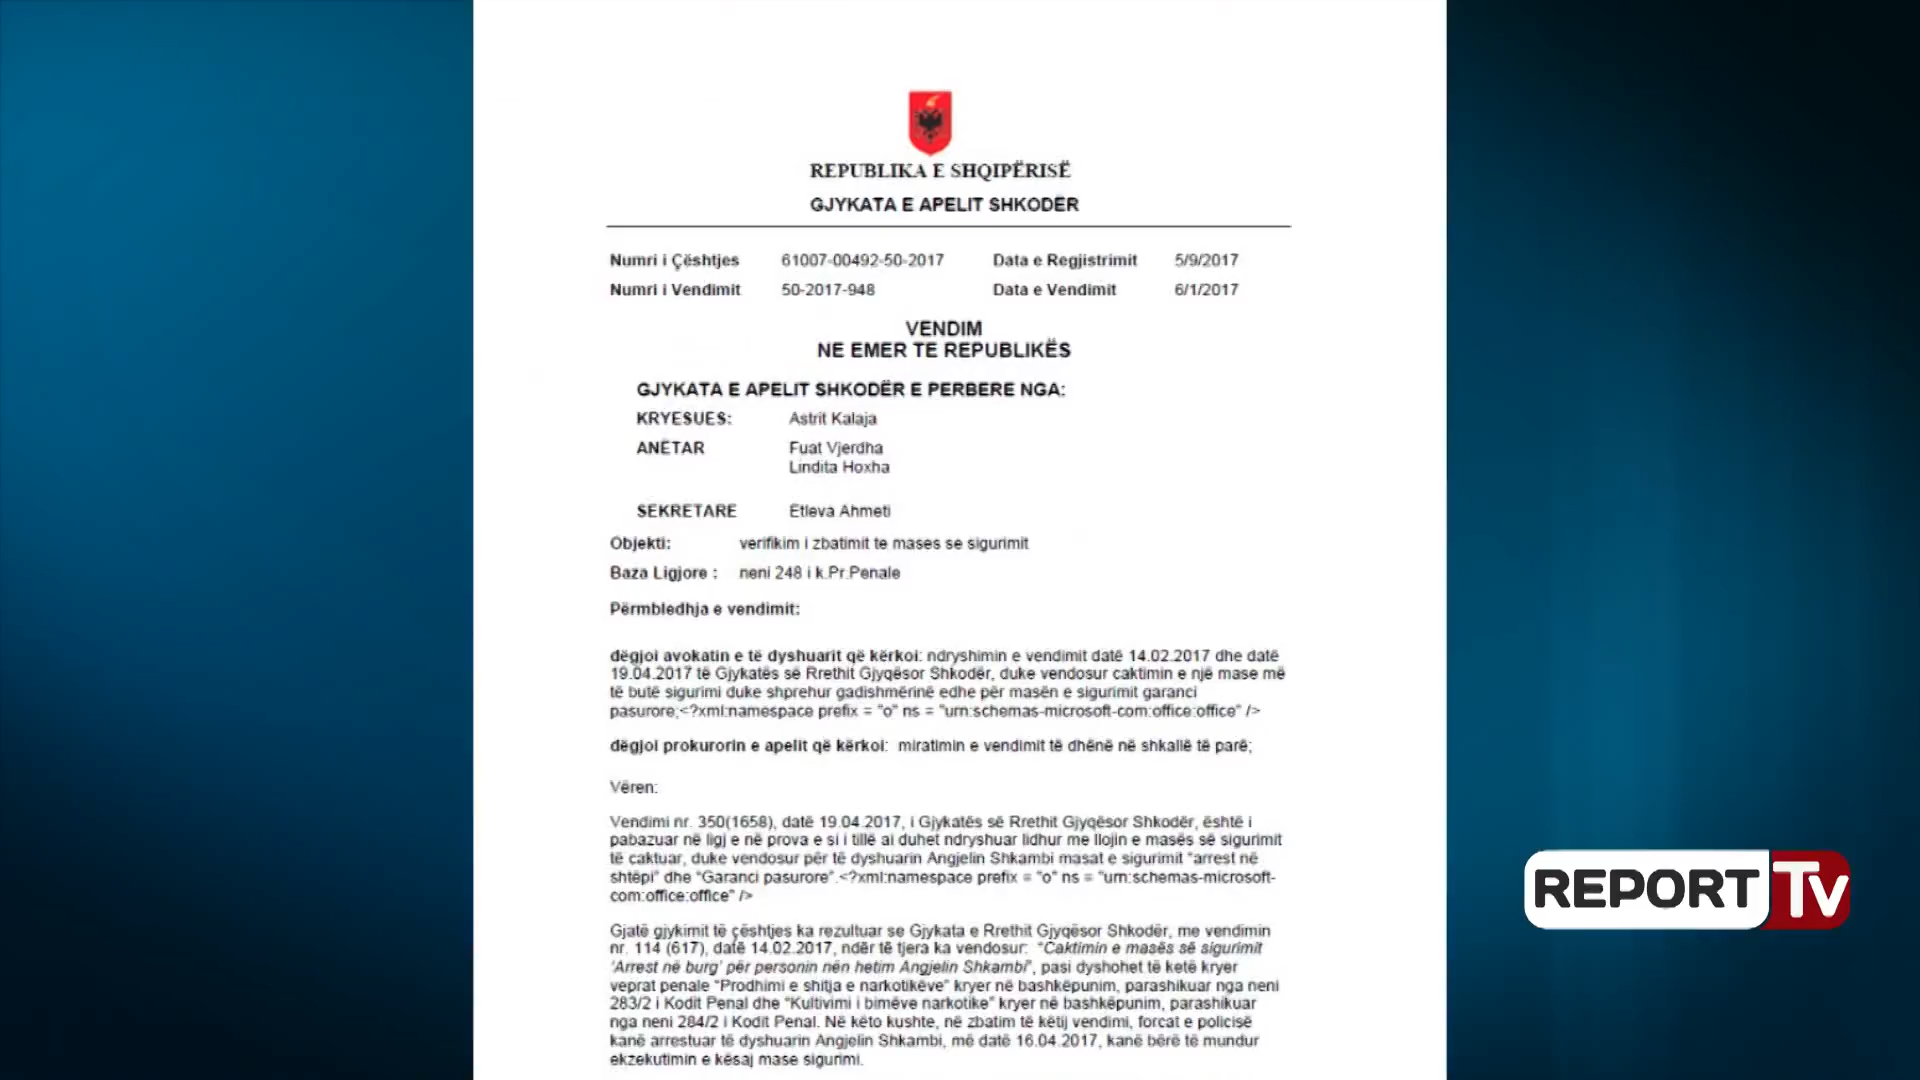 REPUBLIKA E SHQIPËRISË
GJYKATA E APELIT SHKODËR
Numri i Çështjes 61007-00492-50-2017 Data e Regjistrimit 5/9/2017
Numri i Vendimit 50-2017-948 Data e Vendimit 6/1/2017
VENDIM
NE EMER TE REPUBLIKËS
GJYKATA E APELIT SHKODËR E PERBERE NGA:
KRYESUES: Astrit Kalaja
ANËTAR Fuat Vjerdha
Lindita Hoxha
SEKRETARE Etleva Ahmeti
Objekti: verifikim i zbatimit te mases se sigurimit
Baza Ligjore : neni 248 i k.Pr.Penale
Përmbledhja e vendimit:
dëgjoi avokatin e të dyshuarit që kërkoi: ndryshimin e vendimit datë 14.02.2017 dhe datë
19.04.2017 të Gjykatës së Rrethit Gjyqësor Shkodër, duke vendosur caktimin e një mase më
të butë sigurimi duke shprehur gadishmërinë edhe për masën e sigurimit garanci
pasurore;<?xml:namespace prefix = "o" ns = "urn:schemas-microsoft-com:office:office" />
dëgjoi prokurorin e apelit që kërkoi: miratimin e vendimit të dhënë në shkallë të parë;
Vëren:
Vendimi nr. 350(1658), datë 19.04.2017, i Gjykatës së Rrethit Gjyqësor Shkodër, është i
pabazuar në ligj e në prova e si i tillë ai duhet ndryshuar lidhur me llojin e masës së sigurimit
të caktuar, duke vendosur për të dyshuarin Angjelin Shkambi masat e sigurimit "arrest në
shtëpi" dhe "Garanci pasurore".<?xml:namespace prefix = "o" ns = "urn:schemas-microsoft-
com:office:office" />
Gjatë gjykimit të çështjes ka rezultuar se Gjykata e Rrethit Gjyqësor Shkodër, me vendimin
nr. 114 (617), datë 14.02.2017, ndër të tjera ka vendosur: "Caktimin e masës së sigurimit
'Arrest në burg' për personin nën hetim Angjelin Shkambi", pasi dyshohet të ketë kryer
veprat penale "Prodhimi e shitja e narkotikëve" kryer në bashkëpunim, parashikuar nga neni
283/2 i Kodit Penal dhe "Kultivimi i bimëve narkotike" kryer në bashkëpunim, parashikuar
nga neni 284/2 i Kodit Penal. Në këto kushte, në zbatim të këtij vendimi, forcat e policisë
kanë arrestuar të dyshuarin Angjelin Shkambi, më datë 16.04.2017, kanë bërë të mundur
ekzekutimin e kësaj mase sigurimi.
REPORT Tv